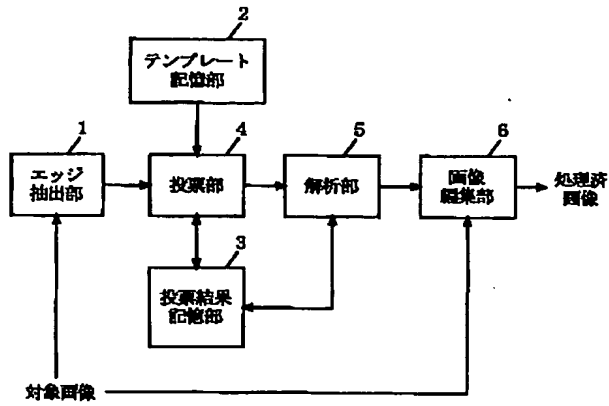 2
テンプレート
記憶部
1
エッジ
抽出部
4
投票部
5
解析部
6
画像
編集部
処理済
画像
3
投票結果
記憶部
対象画像